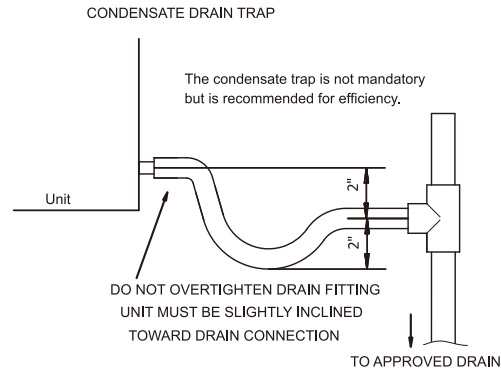 CONDENSATE DRAIN TRAP
The condensate trap is not mandatory
but is recommended for efficiency.
2"
Unit
2"
DO NOT OVERTIGHTEN DRAIN FITTING
UNIT MUST BE SLIGHTLY INCLINED
TOWARD DRAIN CONNECTION
TO APPROVED DRAIN